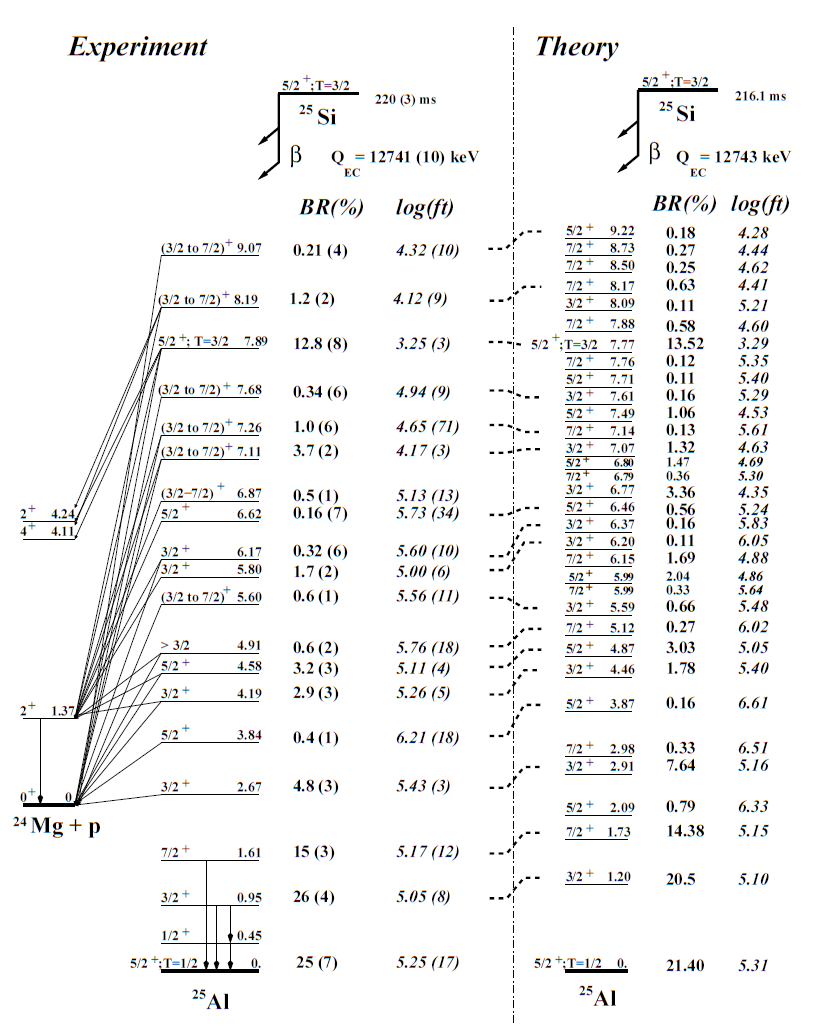 Experiment
Theory
5/2 +;T=3/2
220 (3) ms
25Si
β QEC = 12741 (10) keV
BR(%) log(ft)
(3/2 to 7/2)+ 9.07 0.21 (4) 4.32 (10)
(3/2 to 7/2)+ 8.19 1.2 (2) 4.12 (9)
5/2 +; T=3/2 7.89 12.8 (8) 3.25 (3)
(3/2 to 7/2)+ 7.68 0.34 (6) 4.94 (9)
(3/2 to 7/2)+ 7.26 1.0 (6) 4.65 (71)
(3/2 to 7/2)+ 7.11 3.7 (2) 4.17 (3)
(3/2−7/2) + 6.87 0.5 (1) 5.13 (13)
5/2 + 6.62 0.16 (7) 5.73 (34)
3/2 + 6.17 0.32 (6) 5.60 (10)
3/2 + 5.80 1.7 (2) 5.00 (6)
(3/2 to 7/2)+ 5.60 0.6 (1) 5.56 (11)
> 3/2 4.91 0.6 (2) 5.76 (18)
5/2 + 4.58 3.2 (3) 5.11 (4)
3/2 + 4.19 2.9 (3) 5.26 (5)
5/2 + 3.84 0.4 (1) 6.21 (18)
3/2 + 2.67 4.8 (3) 5.43 (3)
7/2 + 1.61 15 (3) 5.17 (12)
3/2 + 0.95 26 (4) 5.05 (8)
1/2 + 0.45
5/2 +;T=1/2 0. 25 (7) 5.25 (17)
25Al
2+ 4.24
4+ 4.11
2+ 1.37
0+ 0
24Mg + p
5/2 +;T=3/2
216.1 ms
25Si
β QEC = 12743 keV
BR(%) log(ft)
5/2 + 9.22 0.18 4.28
7/2 + 8.73 0.27 4.44
7/2 + 8.50 0.25 4.62
7/2 + 8.17 0.63 4.41
3/2 + 8.09 0.11 5.21
7/2 + 7.88 0.58 4.60
5/2 +;T=3/2 7.77 13.52 3.29
7/2 + 7.76 0.12 5.35
5/2 + 7.71 0.11 5.40
3/2 + 7.61 0.16 5.29
5/2 + 7.49 1.06 4.53
7/2 + 7.14 0.13 5.61
3/2 + 7.07 1.32 4.63
5/2 + 6.80 1.47 4.69
7/2 + 6.79 0.36 5.30
3/2 + 6.77 3.36 4.35
5/2 + 6.46 0.56 5.24
3/2 + 6.37 0.16 5.83
3/2 + 6.20 0.11 6.05
7/2 + 6.15 1.69 4.88
5/2 + 5.99 2.04 4.86
7/2 + 5.99 0.33 5.64
3/2 + 5.59 0.66 5.48
7/2 + 5.12 0.27 6.02
5/2 + 4.87 3.03 5.05
3/2 + 4.46 1.78 5.40
5/2 + 3.87 0.16 6.61
7/2 + 2.98 0.33 6.51
3/2 + 2.91 7.64 5.16
5/2 + 2.09 0.79 6.33
7/2 + 1.73 14.38 5.15
3/2 + 1.20 20.5 5.10
5/2 +;T=1/2 0. 21.40 5.31
25Al